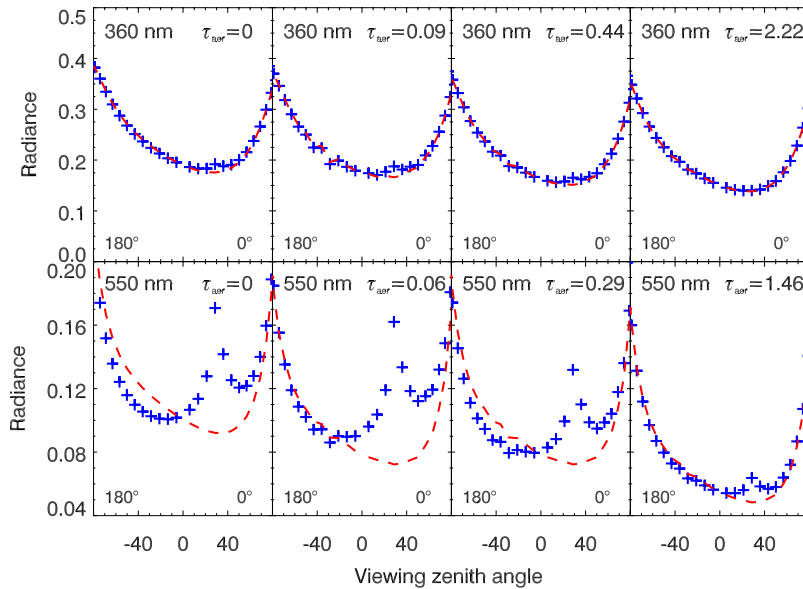 360 nm τaer=0
360 nm τaer=0.09
360 nm τaer=0.44
360 nm τaer=2.22
0.5
0.4
0.3
0.2
0.1
0.0
Radiance
180° 0°
180° 0°
180° 0°
180° 0°
550 nm τaer=0
550 nm τaer=0.06
550 nm τaer=0.29
550 nm τaer=1.46
0.20
0.16
0.12
0.08
0.04
Radiance
180° 0°
180° 0°
180° 0°
180° 0°
-40 0 40
-40 0 40
-40 0 40
-40 0 40
Viewing zenith angle